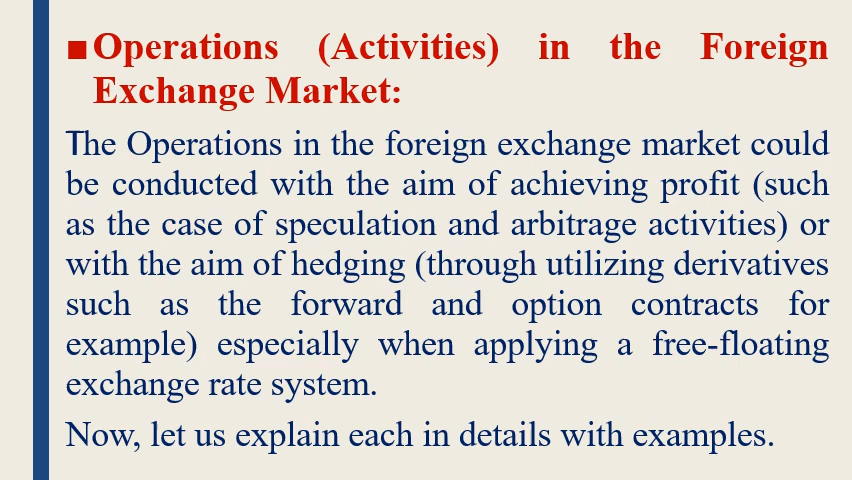 Operations (Activities) in the Foreign
Exchange Market:
The Operations in the foreign exchange market could
be conducted with the aim of achieving profit (such
as the case of speculation and arbitrage activities) or
with the aim of hedging (through utilizing derivatives
such as the forward and option contracts for
example) especially when applying a free-floating
exchange rate system.
Now, let us explain each in details with examples.